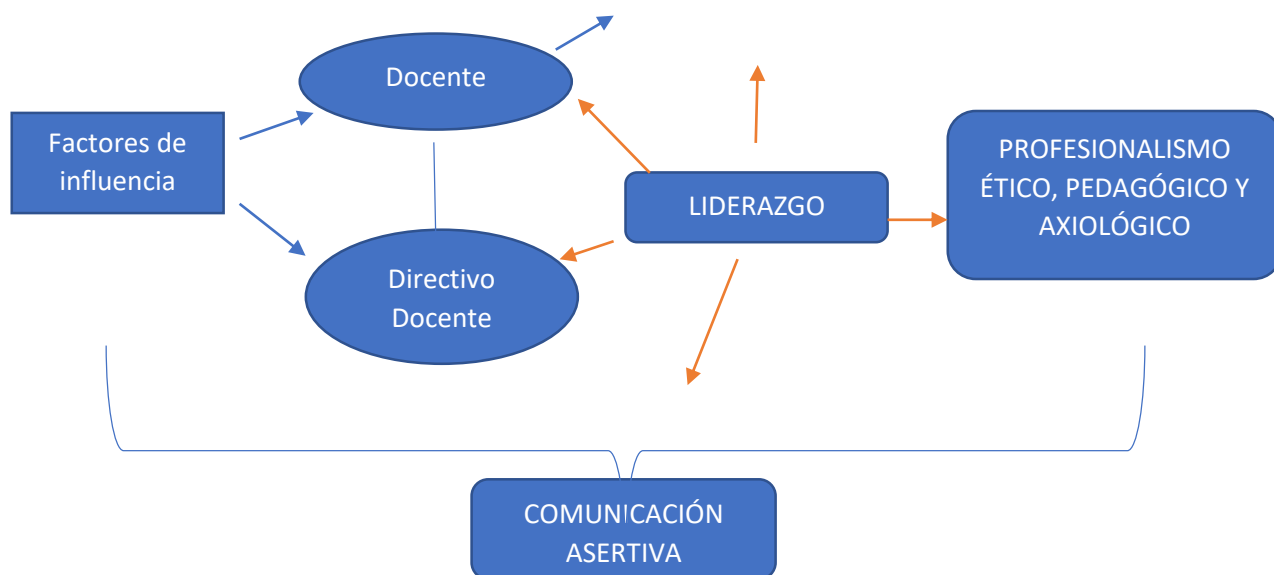 Docente
Factores de
influencia
PROFESIONALISMO
ÉTICO, PEDAGÓGICO Y
AXIOLÓGICO
LIDERAZGO
Directivo
Docente
COMUNICACIÓN
ASERTIVA